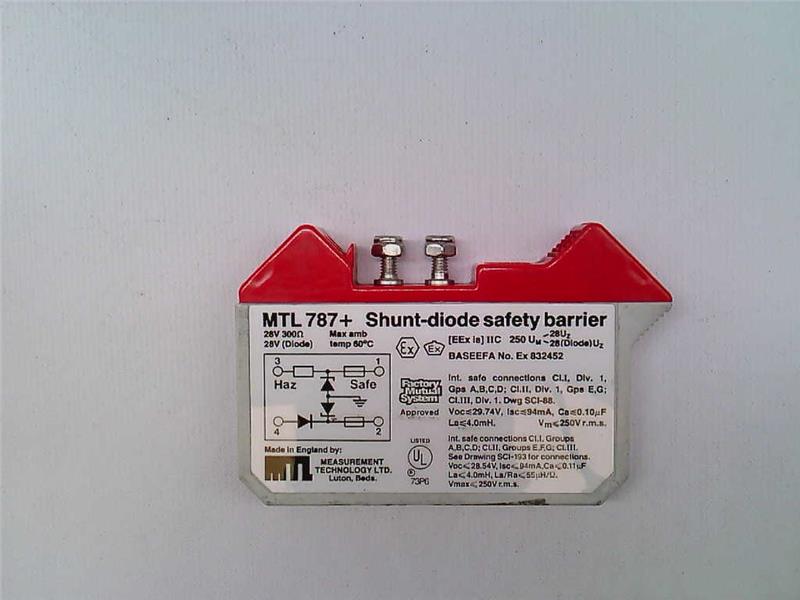 MTL 787+ Shunt-diode safety barrier
28V 300Ω Max amb
28V (Diode) temp 60°C
Ex Ex [EEx ia] IIC 250 UM 28UZ
28(Diode)UZ
BASEEFA No. Ex 832452
3 1
Haz Safe
4 2
Factory
Mutual
System
Approved
Int. safe connections Cl.I, Div. 1,
Gps A,B,C,D; Cl.II, Div. 1, Gps E,G;
Cl.III, Div. 1. Dwg SCI-88.
Voc≤29.74V, Isc≤94mA, Ca≤0.10µF
La≤4.0mH. Vm≤250V r.m.s.
LISTED
UL
®
73P6
Int. safe connections Cl.I. Groups
A,B,C,D; Cl.II, Groups E,F,G; Cl.III.
See Drawing SCI-193 for connections.
Voc≤28.54V, Isc≤94mA, Ca≤0.11µF
La≤4.0mH, La/Ra≤55µH/Ω.
Vmax≤250V r.m.s.
Made in England by:
MTL MEASUREMENT
TECHNOLOGY LTD.
Luton, Beds.